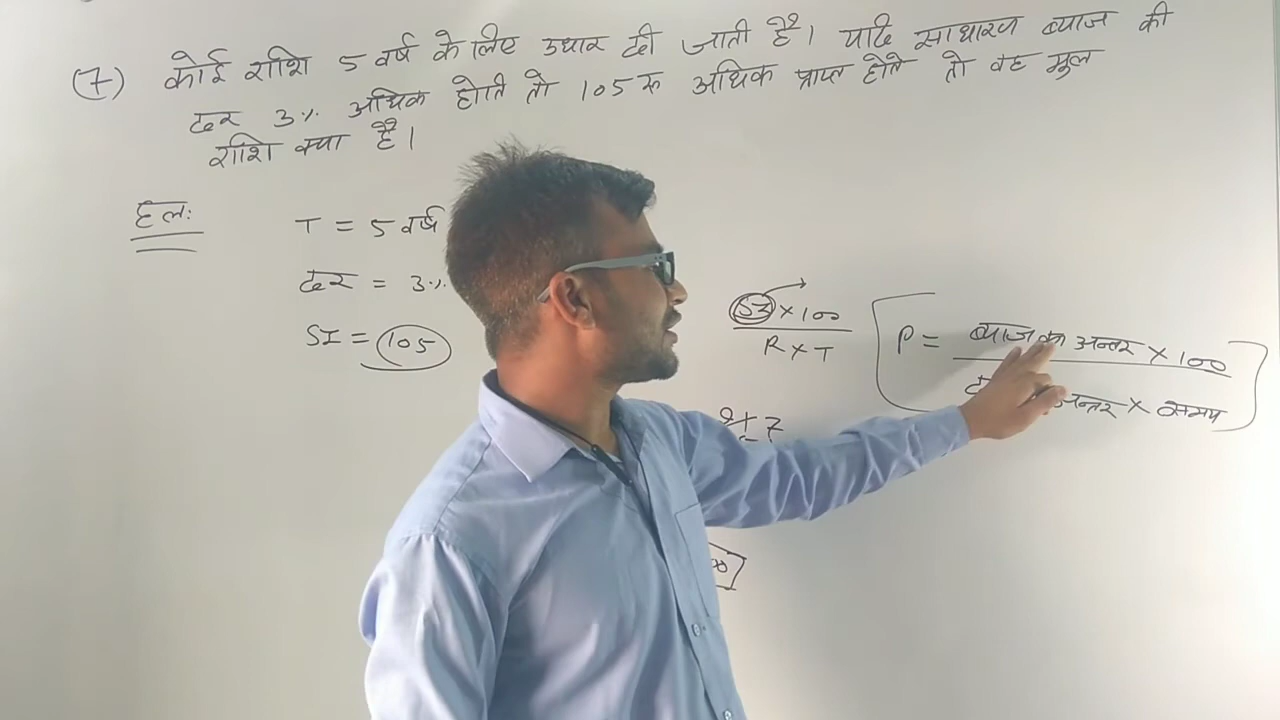 (7) कोई राशि 5 वर्ष के लिए उधार दी जाती है। यदि साधारण ब्याज की
दर 3% अधिक होती तो 105 रु अधिक प्राप्त होते तो वह मुल
राशि क्या है।
हल:
T = 5 वर्ष
दर = 3%
SI = 105
SI × 100
R × T
P = ब्याज का अन्तर × 100
अन्तर × समय